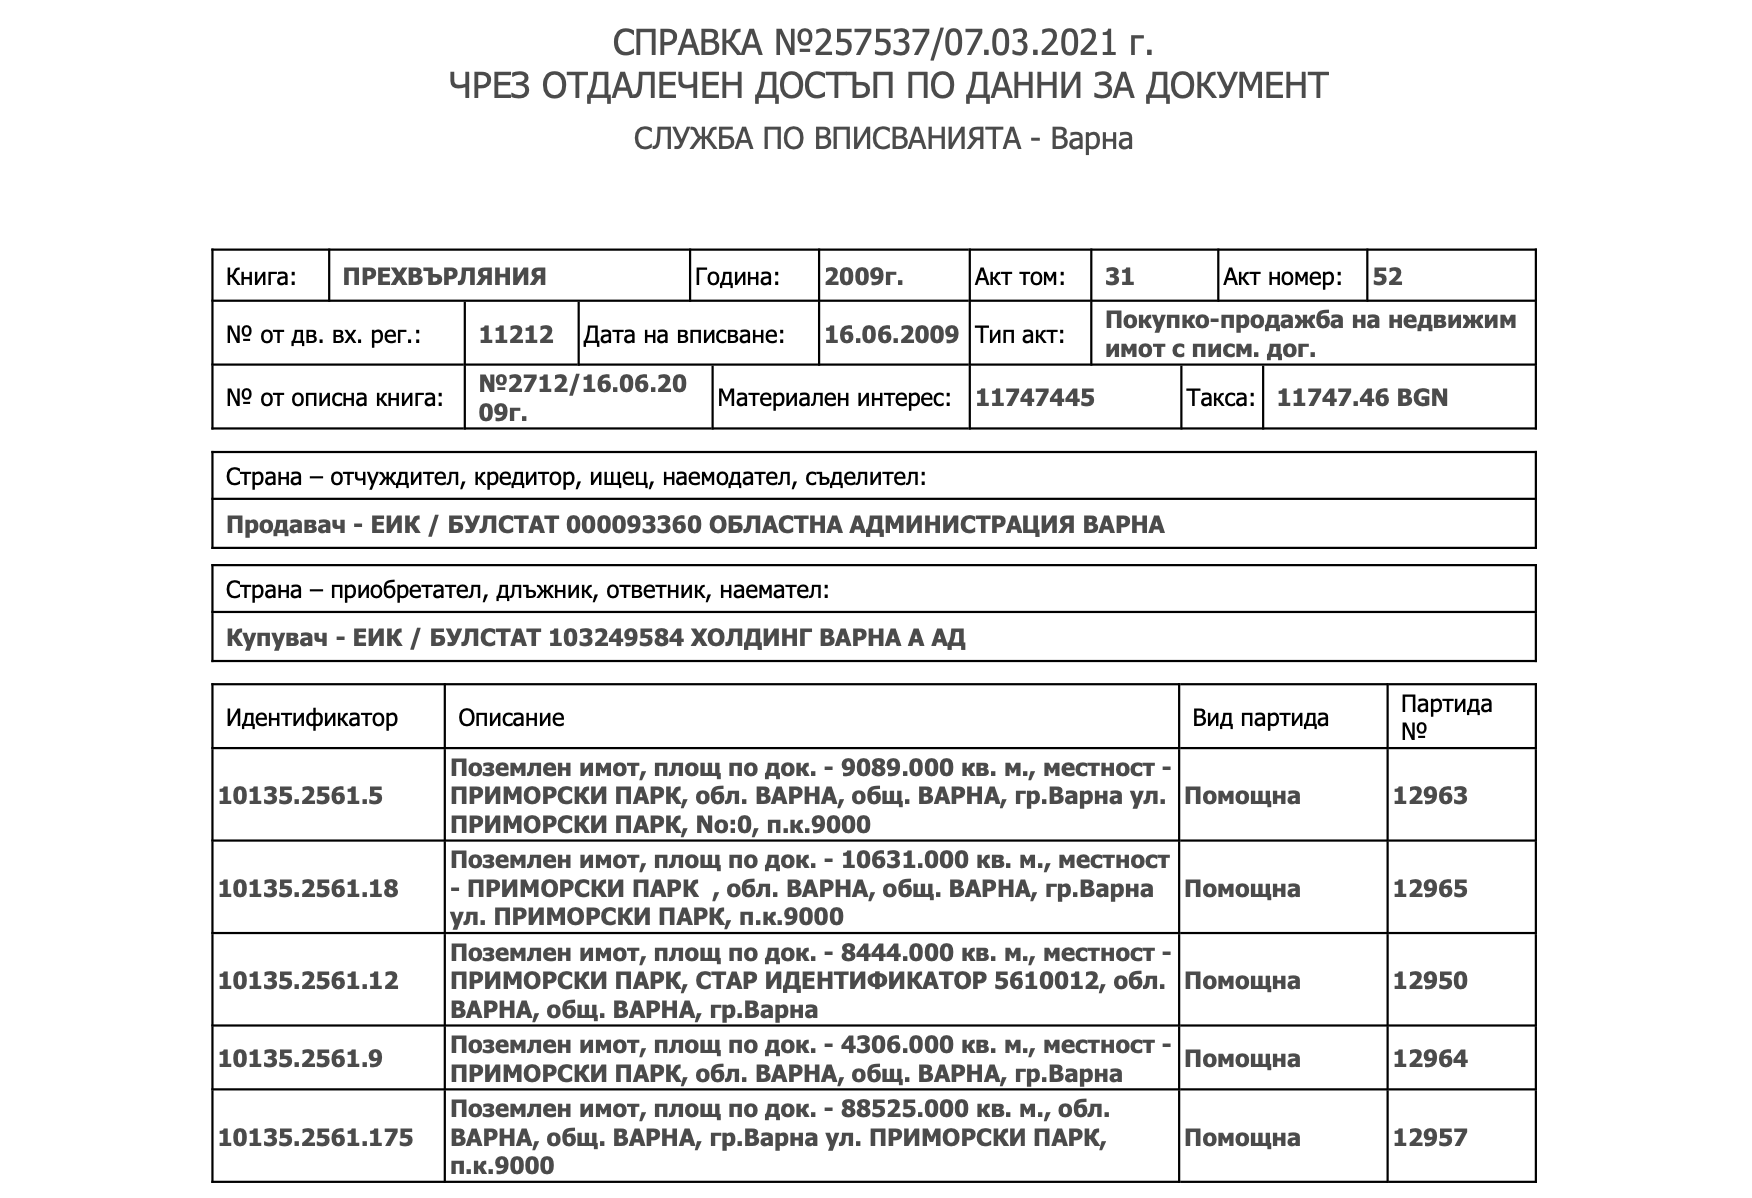 СПРАВКА №257537/07.03.2021 г.
ЧРЕЗ ОТДАЛЕЧЕН ДОСТЪП ПО ДАННИ ЗА ДОКУМЕНТ
СЛУЖБА ПО ВПИСВАНИЯТА - Варна
Книга: ПРЕХВЪРЛЯНИЯ Година: 2009г. Акт том: 31 Акт номер: 52
№ от дв. вх. рег.: 11212 Дата на вписване: 16.06.2009 Тип акт: Покупко-продажба на недвижим
имот с писм. дог.
№ от описна книга: №2712/16.06.20
09г. Материален интерес: 11747445 Такса: 11747.46 BGN
Страна – отчуждител, кредитор, ищец, наемодател, съделител:
Продавач - ЕИК / БУЛСТАТ 000093360 ОБЛАСТНА АДМИНИСТРАЦИЯ ВАРНА
Страна – приобретател, длъжник, ответник, наемател:
Купувач - ЕИК / БУЛСТАТ 103249584 ХОЛДИНГ ВАРНА А АД
Идентификатор Описание Вид партида Партида
№
10135.2561.5 Поземлен имот, площ по док. - 9089.000 кв. м., местност -
ПРИМОРСКИ ПАРК, обл. ВАРНА, общ. ВАРНА, гр.Варна ул.
ПРИМОРСКИ ПАРК, No:0, п.к.9000 Помощна 12963
10135.2561.18 Поземлен имот, площ по док. - 10631.000 кв. м., местност
- ПРИМОРСКИ ПАРК , обл. ВАРНА, общ. ВАРНА, гр.Варна
ул. ПРИМОРСКИ ПАРК, п.к.9000 Помощна 12965
10135.2561.12 Поземлен имот, площ по док. - 8444.000 кв. м., местност -
ПРИМОРСКИ ПАРК, СТАР ИДЕНТИФИКАТОР 5610012, обл.
ВАРНА, общ. ВАРНА, гр.Варна Помощна 12950
10135.2561.9 Поземлен имот, площ по док. - 4306.000 кв. м., местност -
ПРИМОРСКИ ПАРК, обл. ВАРНА, общ. ВАРНА, гр.Варна Помощна 12964
10135.2561.175 Поземлен имот, площ по док. - 88525.000 кв. м., обл.
ВАРНА, общ. ВАРНА, гр.Варна ул. ПРИМОРСКИ ПАРК,
п.к.9000 Помощна 12957